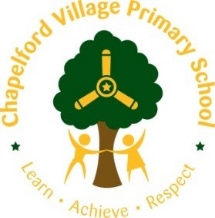 Chapelford Village Primary School
Learn · Achieve · Respect